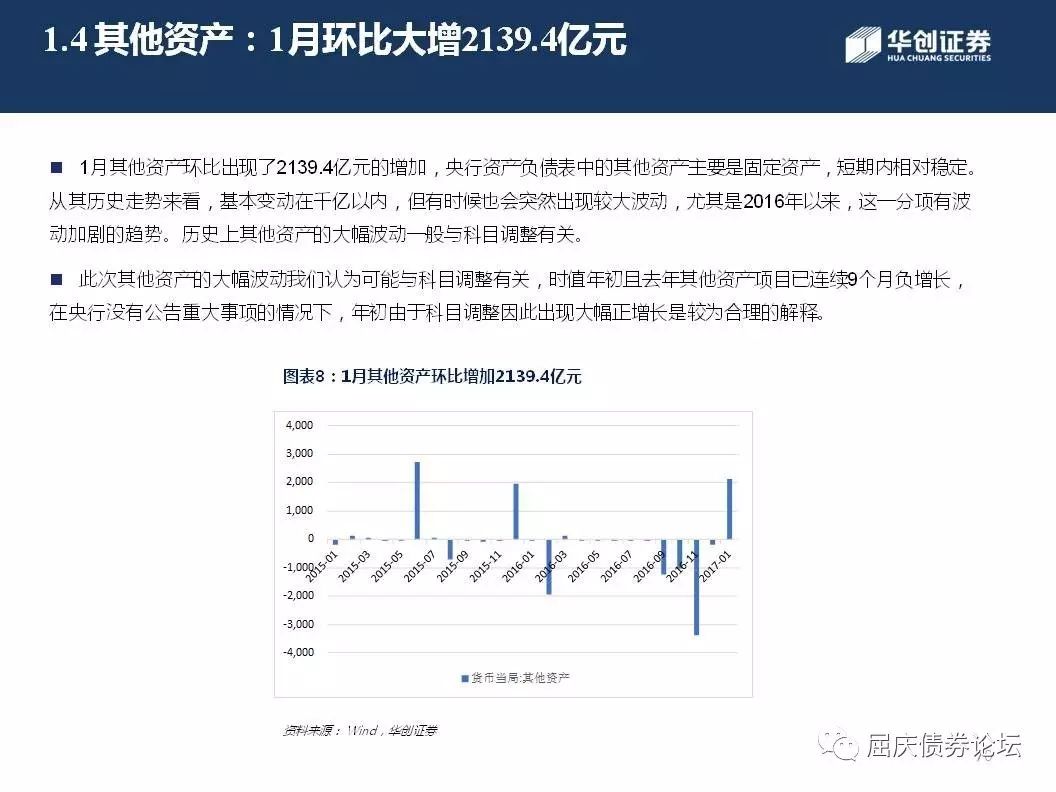 1.4 其他资产：1月环比大增2139.4亿元
华创证券
HUA CHUANG SECURITIES
■ 1月其他资产环比出现了2139.4亿元的增加，央行资产负债表中的其他资产主要是固定资产，短期内相对稳定。
从其历史走势来看，基本变动在千亿以内，但有时候也会突然出现较大波动，尤其是2016年以来，这一分项有波
动加剧的趋势。历史上其他资产的大幅波动一般与科目调整有关。
■ 此次其他资产的大幅波动我们认为可能与科目调整有关，时值年初且去年其他资产项目已连续9个月负增长，
在央行没有公告重大事项的情况下，年初由于科目调整因此出现大幅正增长是较为合理的解释。
图表8：1月其他资产环比增加2139.4亿元
4,000
3,000
2,000
1,000
0
-1,000
-2,000
-3,000
-4,000
2015-01
2015-03
2015-05
2015-07
2015-09
2015-11
2016-01
2016-03
2016-05
2016-07
2016-09
2016-11
2017-01
货币当局:其他资产
资料来源：Wind，华创证券
屈庆债券论坛